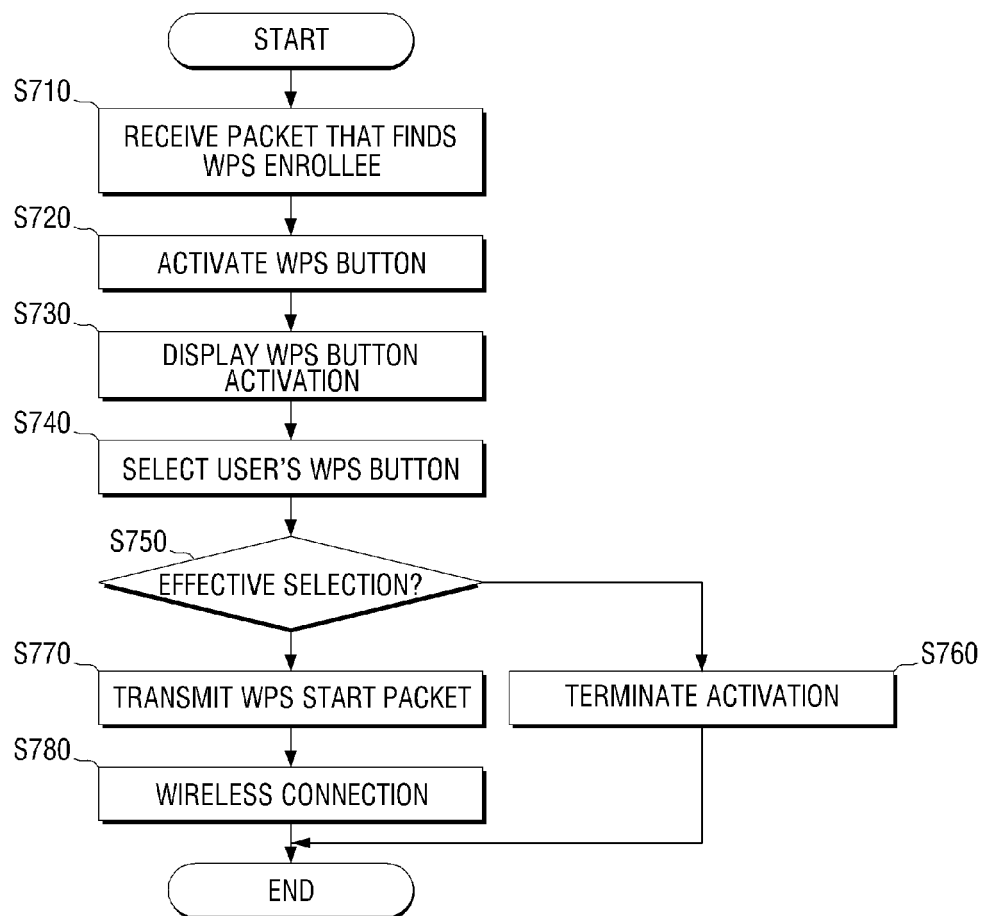 START
S710
RECEIVE PACKET THAT FINDS
WPS ENROLLEE
S720
ACTIVATE WPS BUTTON
S730
DISPLAY WPS BUTTON
ACTIVATION
S740
SELECT USER'S WPS BUTTON
S750
EFFECTIVE SELECTION?
S770
TRANSMIT WPS START PACKET
S760
TERMINATE ACTIVATION
S780
WIRELESS CONNECTION
END